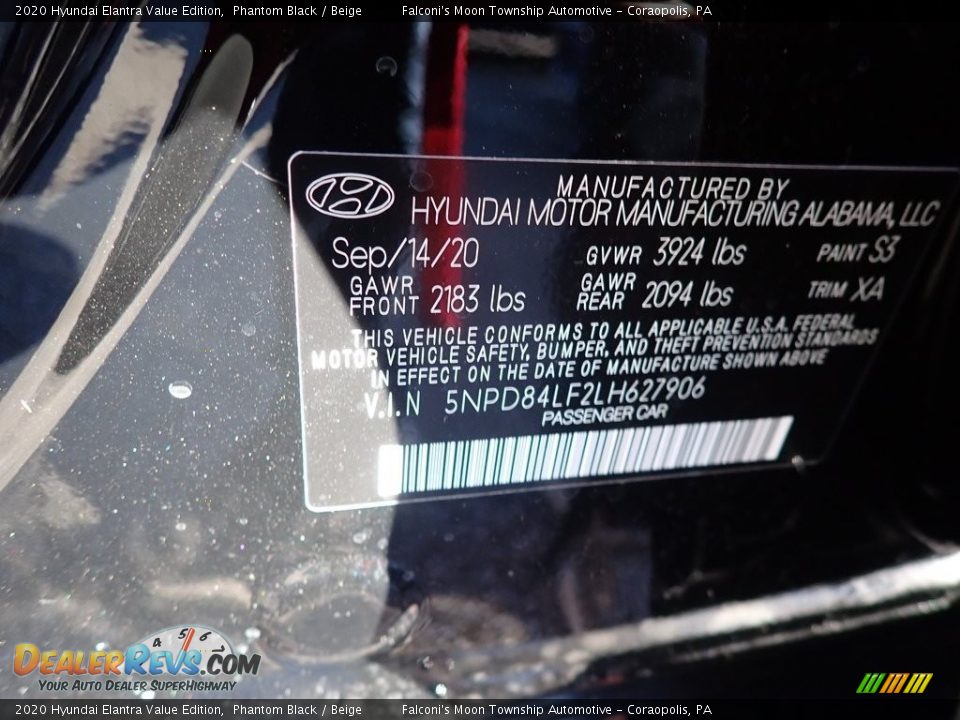 2020 Hyundai Elantra Value Edition, Phantom Black / Beige Falconi's Moon Township Automotive - Coraopolis, PA
MANUFACTURED BY
HYUNDAI MOTOR MANUFACTURING ALABAMA, LLC
Sep/14/20 GVWR 3924 lbs PAINT S3
GAWR FRONT 2183 lbs GAWR REAR 2094 lbs TRIM XA
THIS VEHICLE CONFORMS TO ALL APPLICABLE U.S.A. FEDERAL
MOTOR VEHICLE SAFETY, BUMPER, AND THEFT PREVENTION STANDARDS
IN EFFECT ON THE DATE OF MANUFACTURE SHOWN ABOVE
V.I.N 5NPD84LF2LH627906
PASSENGER CAR
4 5 6
DEALERREVS.COM
YOUR AUTO DEALER SUPERHIGHWAY
2020 Hyundai Elantra Value Edition, Phantom Black / Beige Falconi's Moon Township Automotive - Coraopolis, PA